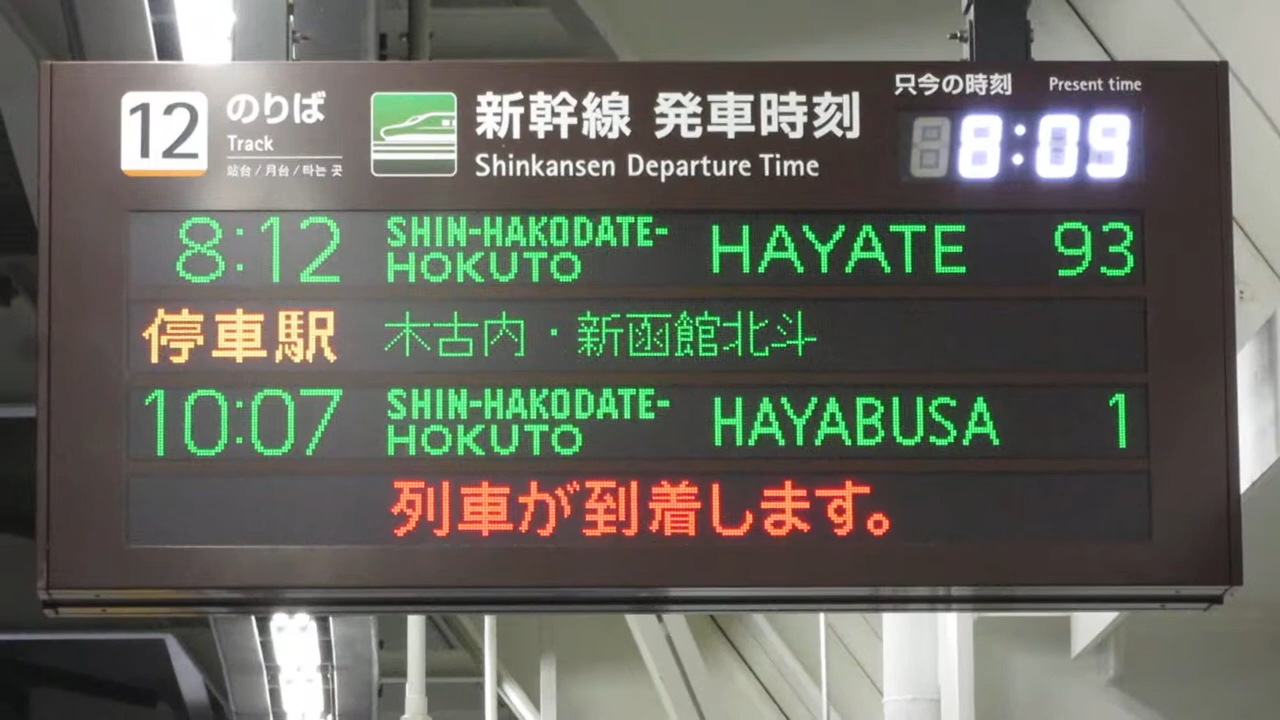 12 のりば
Track
站台 / 月台 / 타는 곳
新幹線 発車時刻
Shinkansen Departure Time
只今の時刻 Present time
8:09
8:12 SHIN-HAKODATE-HOKUTO HAYATE 93
停車駅 木古内・新函館北斗
10:07 SHIN-HAKODATE-HOKUTO HAYABUSA 1
列車が到着します。